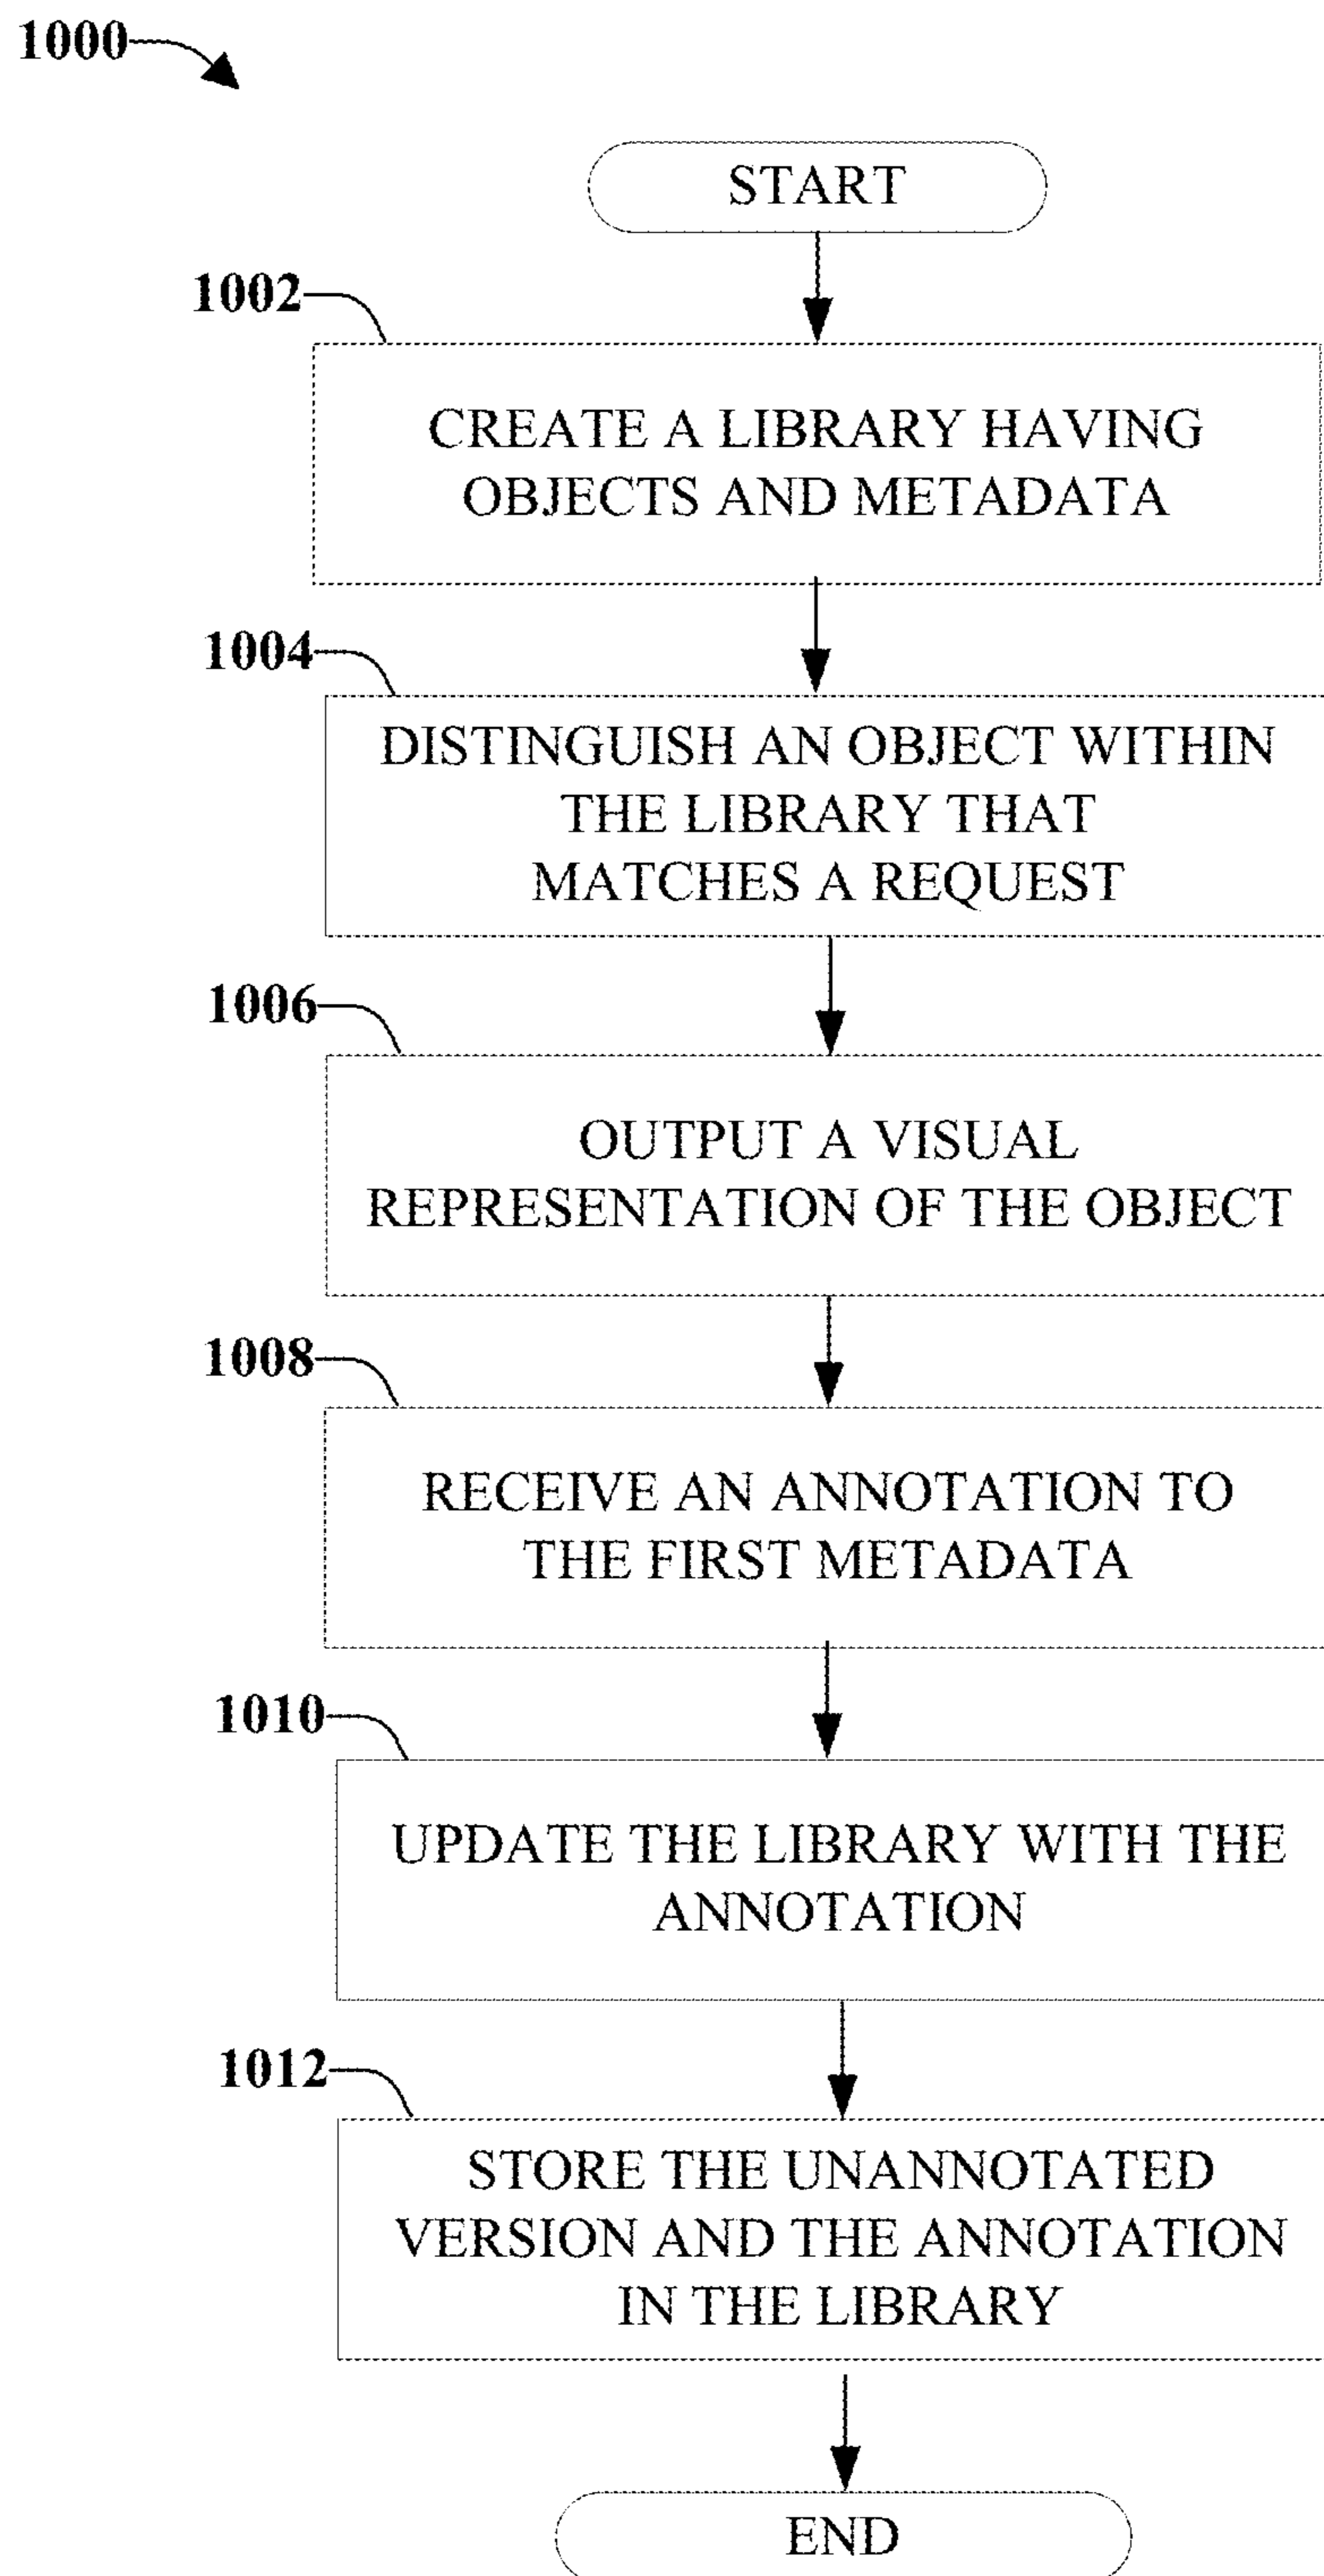 1000
START
1002
CREATE A LIBRARY HAVING
OBJECTS AND METADATA
1004
DISTINGUISH AN OBJECT WITHIN
THE LIBRARY THAT
MATCHES A REQUEST
1006
OUTPUT A VISUAL
REPRESENTATION OF THE OBJECT
1008
RECEIVE AN ANNOTATION TO
THE FIRST METADATA
1010
UPDATE THE LIBRARY WITH THE
ANNOTATION
1012
STORE THE UNANNOTATED
VERSION AND THE ANNOTATION
IN THE LIBRARY
END